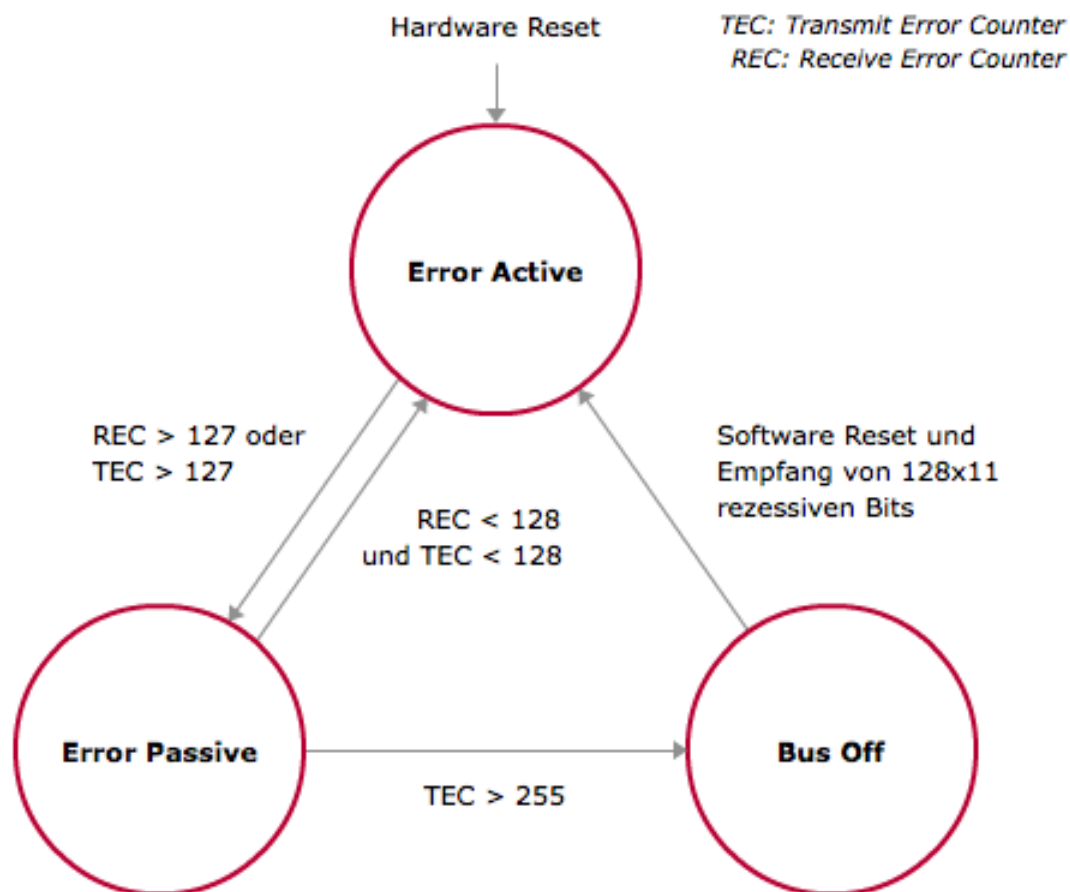 Hardware Reset
TEC: Transmit Error Counter
REC: Receive Error Counter
Error Active
REC > 127 oder
TEC > 127
REC < 128
und TEC < 128
Software Reset und
Empfang von 128x11
rezessiven Bits
Error Passive
TEC > 255
Bus Off